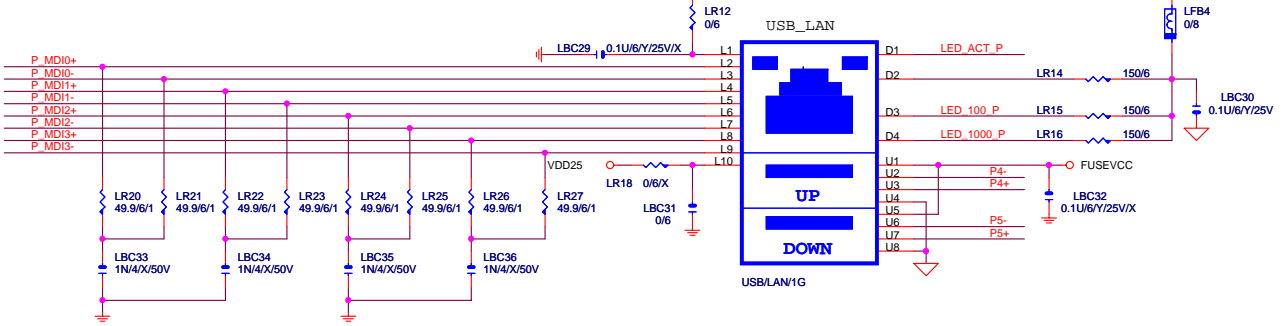 LR12
0/6
LFB4
0/8
USB_LAN
LBC29 0.1U/6/Y/25V/X
L1
D1
LED_ACT_P
P_MDI0+
L2
P_MDI0-
L3
D2
LR14
150/6
P_MDI1+
L4
P_MDI1-
L5
LBC30
0.1U/6/Y/25V
P_MDI2+
L6
D3
LED_100_P
LR15
150/6
P_MDI2-
L7
P_MDI3+
L8
D4
LED_1000_P
LR16
150/6
P_MDI3-
L9
VDD25
L10
U1
FUSEVCC
LR18 0/6/X
U2
P4-
U3
P4+
UP
U4
LBC32
0.1U/6/Y/25V/X
LR20
49.9/6/1
LR21
49.9/6/1
LR22
49.9/6/1
LR23
49.9/6/1
LR24
49.9/6/1
LR25
49.9/6/1
LR26
49.9/6/1
LR27
49.9/6/1
LBC31
0/6
U5
U6
P5-
U7
P5+
DOWN
U8
LBC33
1N/4/X/50V
LBC34
1N/4/X/50V
LBC35
1N/4/X/50V
LBC36
1N/4/X/50V
USB/LAN/1G